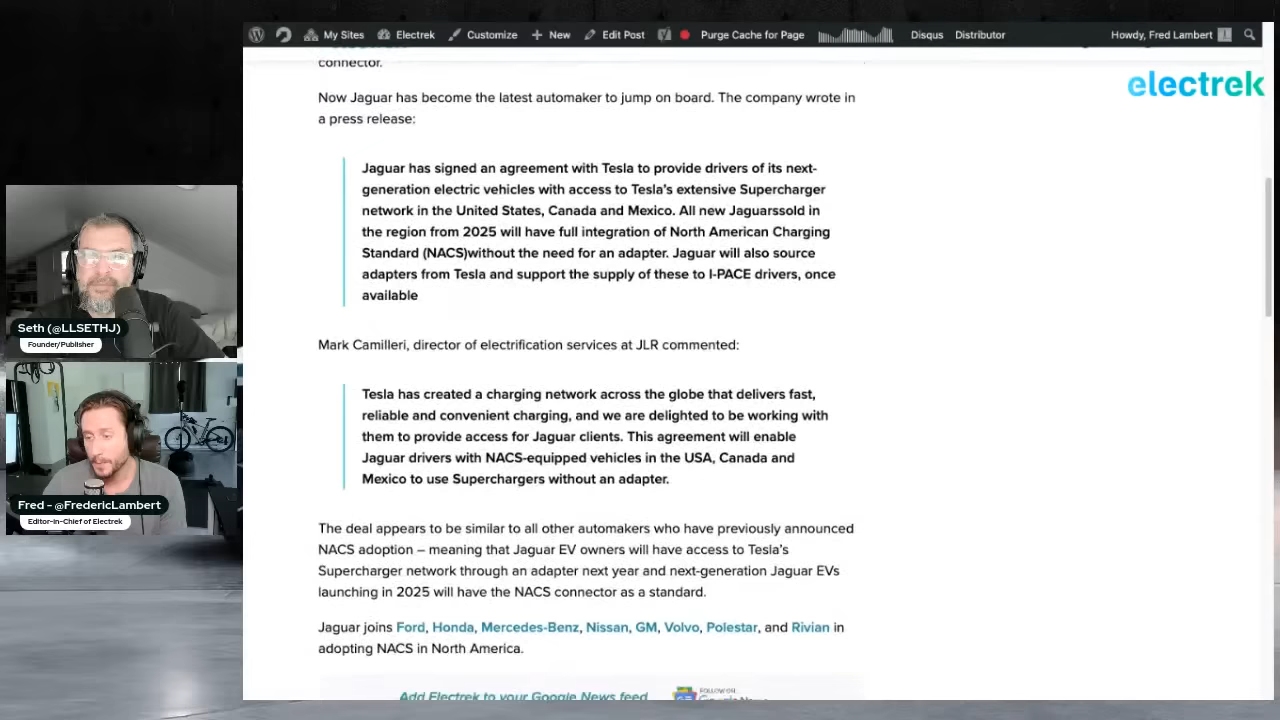 My Sites Electrek Customize New Edit Post Purge Cache for Page Disqus Distributor Howdy, Fred Lambert
electrek
connector.
Now Jaguar has become the latest automaker to jump on board. The company wrote in
a press release:
Jaguar has signed an agreement with Tesla to provide drivers of its next-
generation electric vehicles with access to Tesla's extensive Supercharger
network in the United States, Canada and Mexico. All new Jaguarssold in
the region from 2025 will have full integration of North American Charging
Standard (NACS)without the need for an adapter. Jaguar will also source
adapters from Tesla and support the supply of these to I-PACE drivers, once
available
Mark Camilleri, director of electrification services at JLR commented:
Tesla has created a charging network across the globe that delivers fast,
reliable and convenient charging, and we are delighted to be working with
them to provide access for Jaguar clients. This agreement will enable
Jaguar drivers with NACS-equipped vehicles in the USA, Canada and
Mexico to use Superchargers without an adapter.
The deal appears to be similar to all other automakers who have previously announced
NACS adoption – meaning that Jaguar EV owners will have access to Tesla's
Supercharger network through an adapter next year and next-generation Jaguar EVs
launching in 2025 will have the NACS connector as a standard.
Jaguar joins Ford, Honda, Mercedes-Benz, Nissan, GM, Volvo, Polestar, and Rivian in
adopting NACS in North America.
Add Electrek to your Google News feed
FOLLOW ON
Google News
Seth (@LLSETHJ)
Founder/Publisher
Fred - @FredericLambert
Editor-in-Chief of Electrek